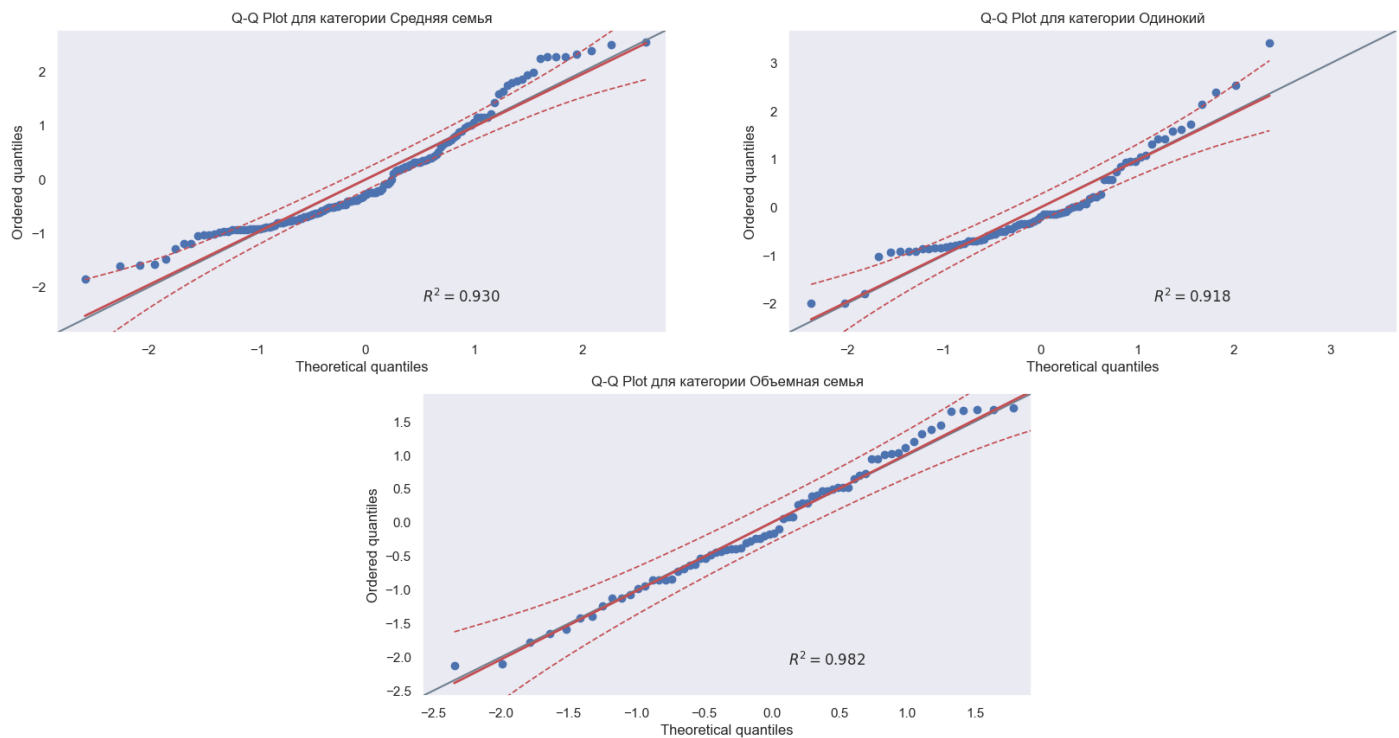 Q-Q Plot для категории Средняя семья
Ordered quantiles
2
1
0
−1
−2
R² = 0.930
−2 −1 0 1 2
Theoretical quantiles
Q-Q Plot для категории Одинокий
Ordered quantiles
3
2
1
0
−1
−2
R² = 0.918
−2 −1 0 1 2 3
Theoretical quantiles
Q-Q Plot для категории Объемная семья
Ordered quantiles
1.5
1.0
0.5
0.0
−0.5
−1.0
−1.5
−2.0
−2.5
R² = 0.982
−2.5 −2.0 −1.5 −1.0 −0.5 0.0 0.5 1.0 1.5
Theoretical quantiles